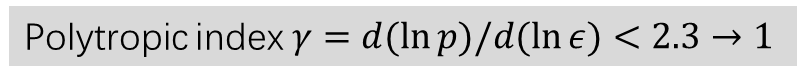 Polytropic index γ = d(ln p)/d(ln ϵ) < 2.3 → 1